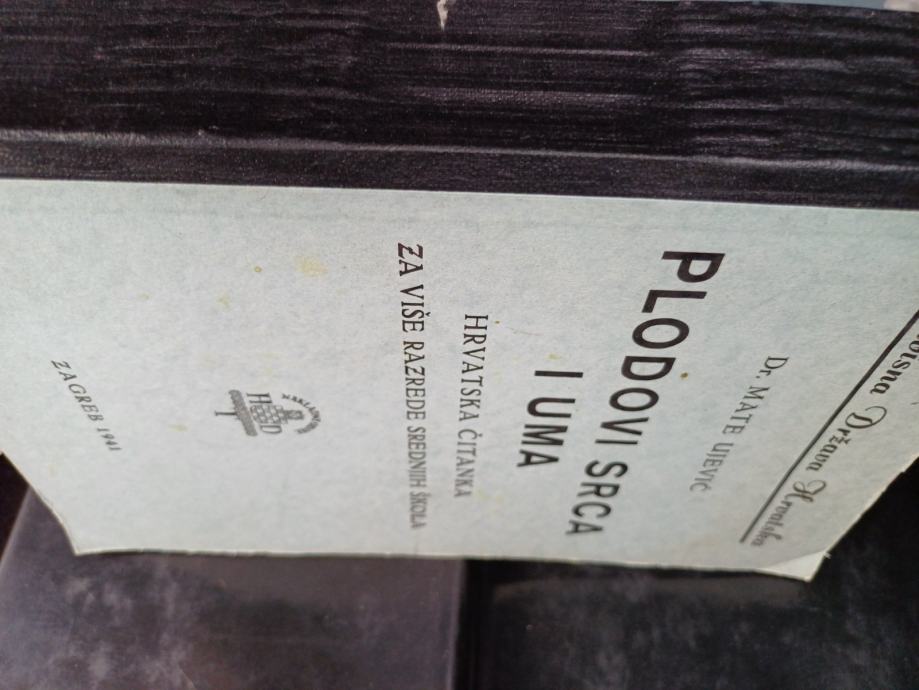 Država Hrvatska
Dr. MATE UJEVIĆ
PLODOVI SRCA
I UMA
HRVATSKA ČITANKA
ZA VIŠE RAZREDE SREDNJIH ŠKOLA
ZAGREB 1941